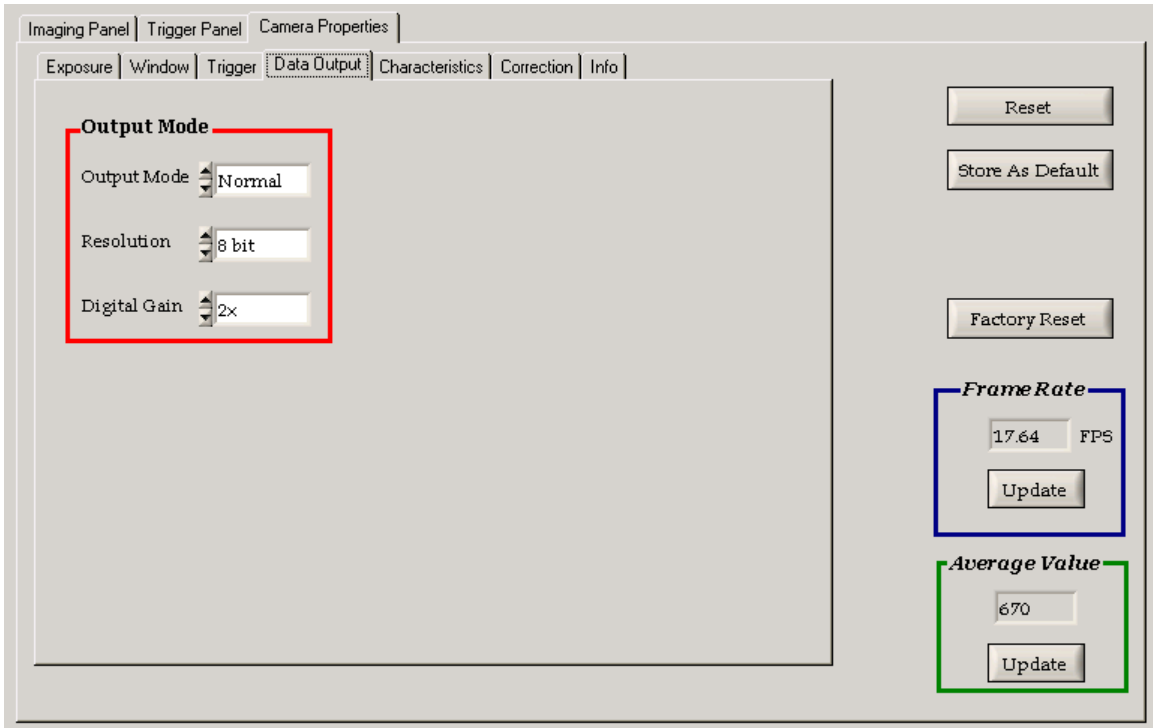 Imaging Panel Trigger Panel Camera Properties
Exposure Window Trigger Data Output Characteristics Correction Info
Output Mode
Output Mode Normal
Resolution 8 bit
Digital Gain 2x
Reset
Store As Default
Factory Reset
Frame Rate
17.64 FPS
Update
Average Value
670
Update